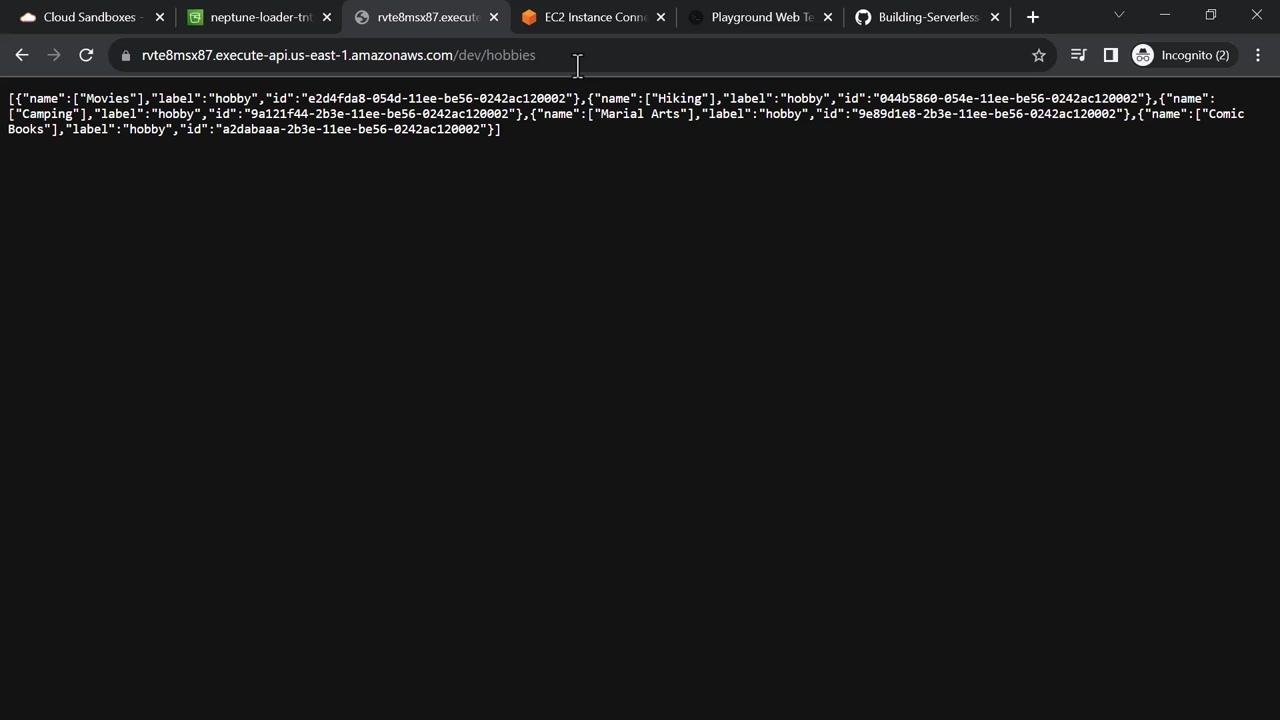 Cloud Sandboxes -
neptune-loader-tnt
rvte8msx87.execute
EC2 Instance Conne
Playground Web Te
Building-Serverless
rvte8msx87.execute-api.us-east-1.amazonaws.com/dev/hobbies
Incognito (2)
[{"name":["Movies"],"label":"hobby","id":"e2d4fda8-054d-11ee-be56-0242ac120002"},{"name":["Hiking"],"label":"hobby","id":"044b5860-054e-11ee-be56-0242ac120002"},{"name":
["Camping"],"label":"hobby","id":"9a121f44-2b3e-11ee-be56-0242ac120002"},{"name":["Marial Arts"],"label":"hobby","id":"9e89d1e8-2b3e-11ee-be56-0242ac120002"},{"name":["Comic
Books"],"label":"hobby","id":"a2dabaaa-2b3e-11ee-be56-0242ac120002"}]